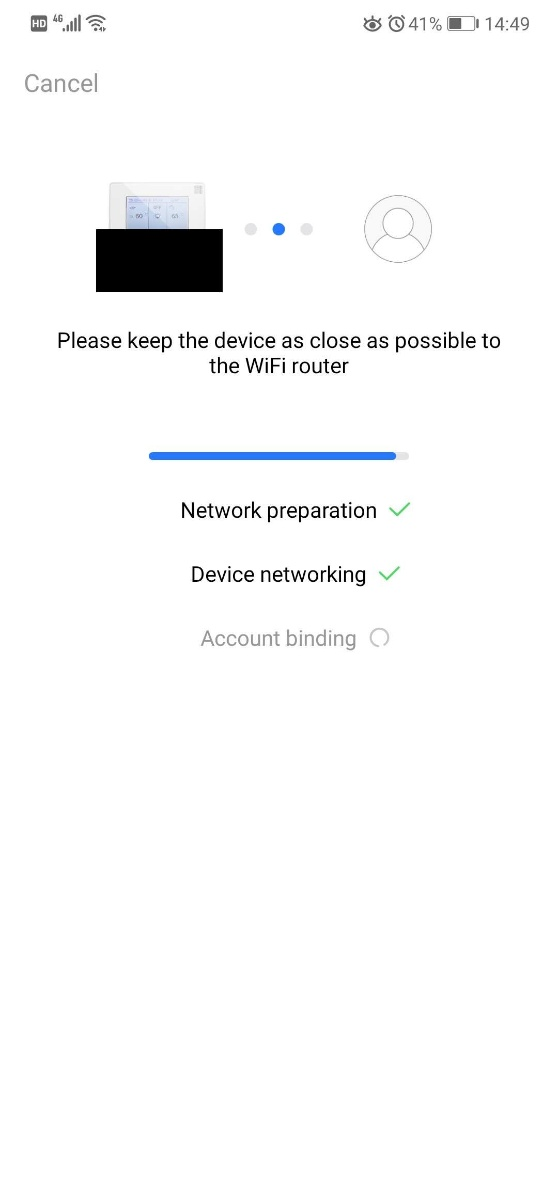 HD 4G 41% 14:49
Cancel
Please keep the device as close as possible to
the WiFi router
Network preparation
Device networking
Account binding